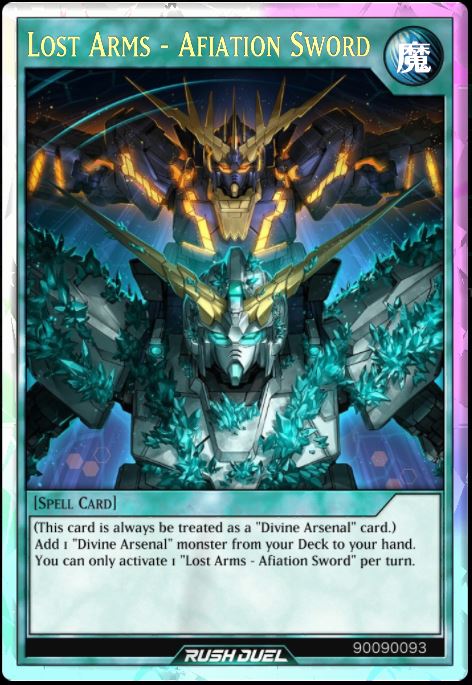 Lost Arms - Afiation Sword
魔
[Spell Card]
(This card is always be treated as a "Divine Arsenal" card.)
Add 1 "Divine Arsenal" monster from your Deck to your hand.
You can only activate 1 "Lost Arms - Afiation Sword" per turn.
RUSH DUEL
90090093